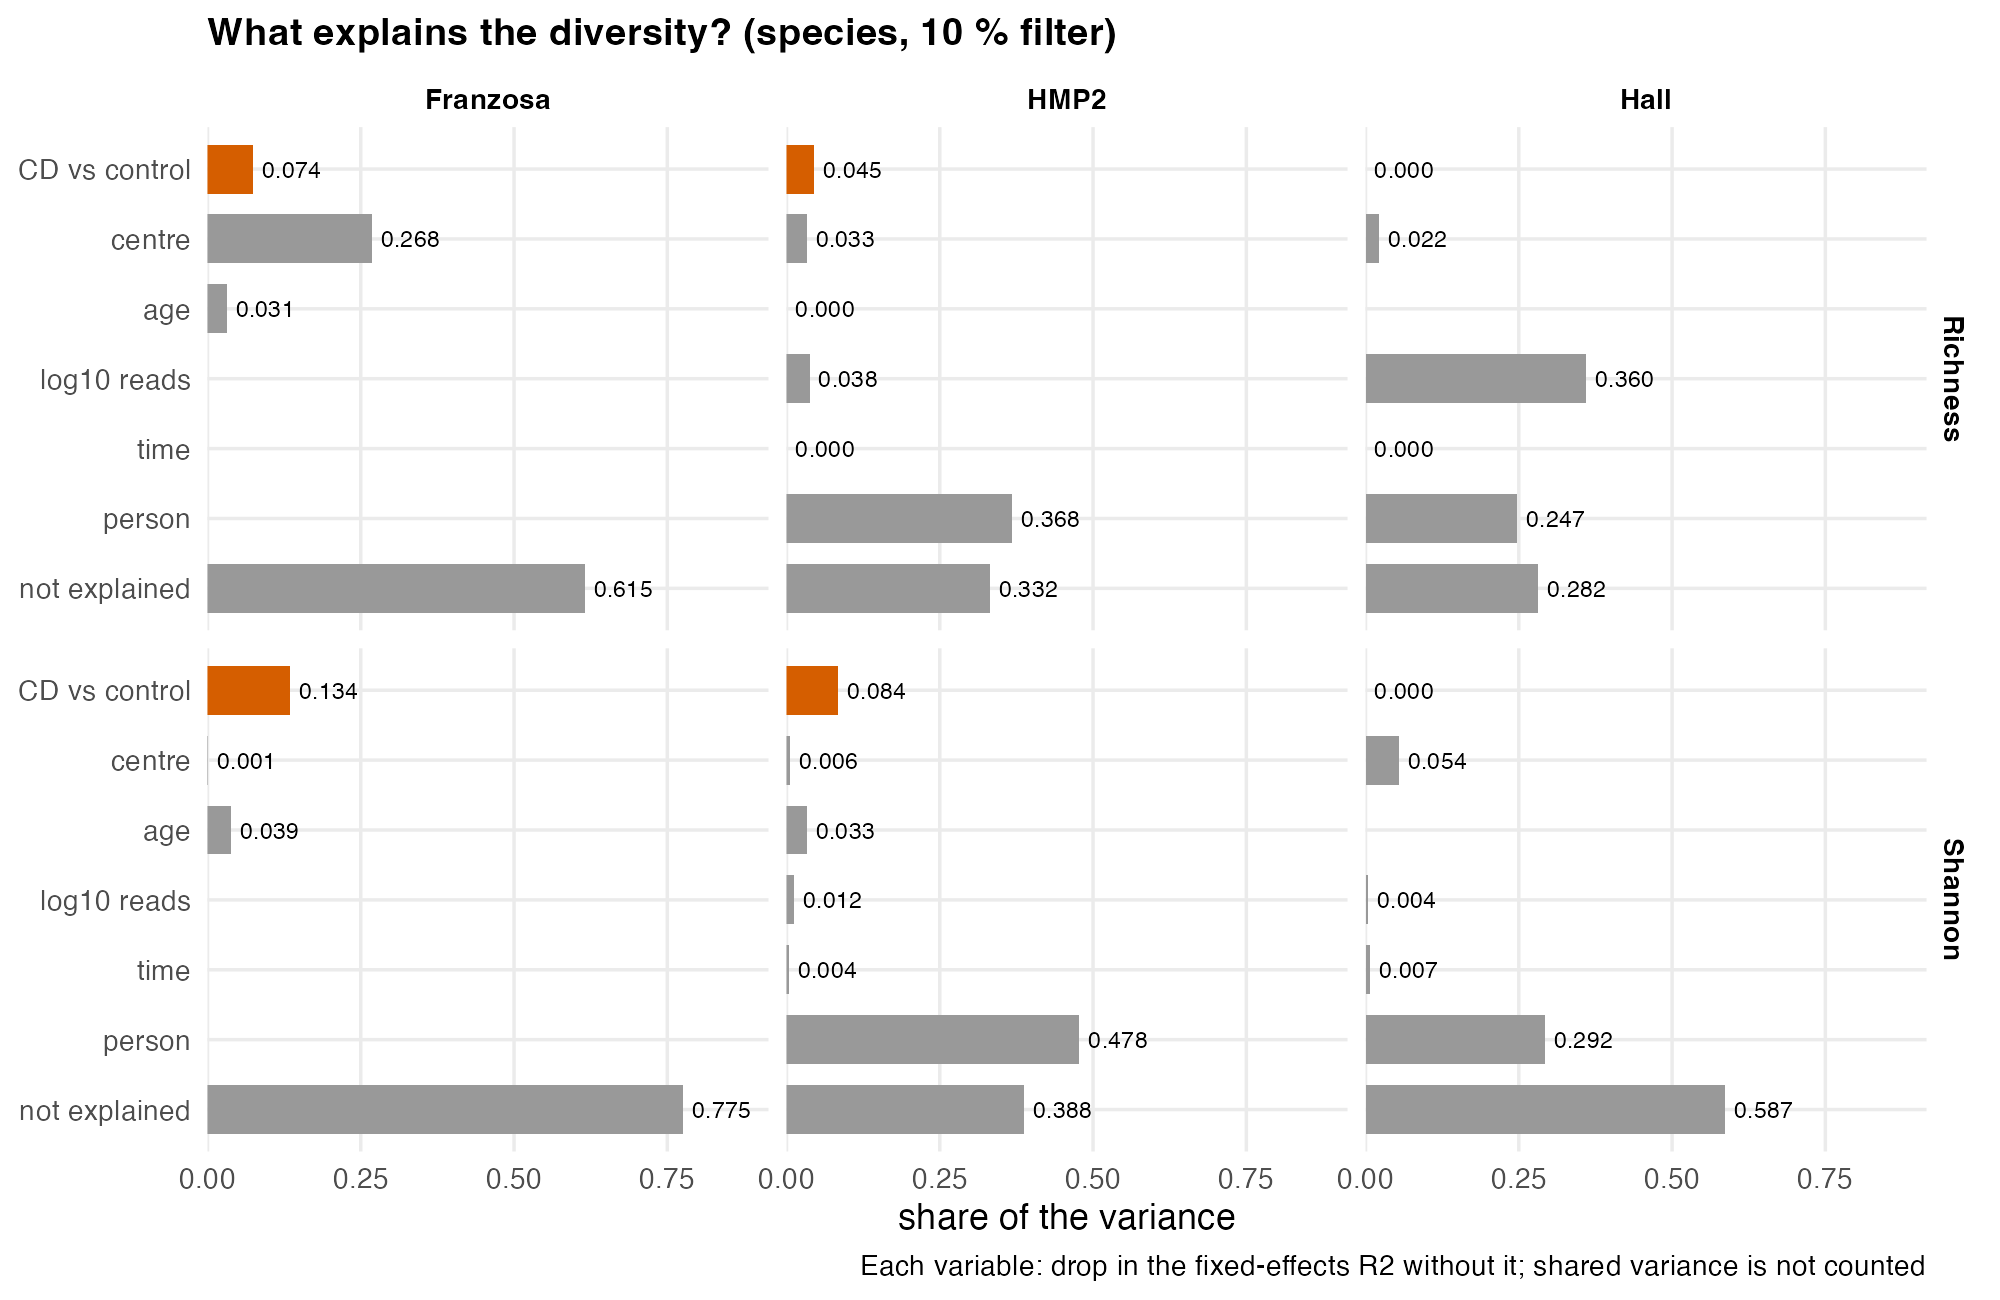 What explains the diversity? (species, 10 % filter)
Franzosa HMP2 Hall
CD vs control 0.074 0.045 0.000
centre 0.268 0.033 0.022
age 0.031 0.000
log10 reads 0.038 0.360
time 0.000 0.000
person 0.368 0.247
not explained 0.615 0.332 0.282
Richness
CD vs control 0.134 0.084 0.000
centre 0.001 0.006 0.054
age 0.039 0.033
log10 reads 0.012 0.004
time 0.004 0.007
person 0.478 0.292
not explained 0.775 0.388 0.587
Shannon
0.00 0.25 0.50 0.75 0.00 0.25 0.50 0.75 0.00 0.25 0.50 0.75
share of the variance
Each variable: drop in the fixed-effects R2 without it; shared variance is not counted